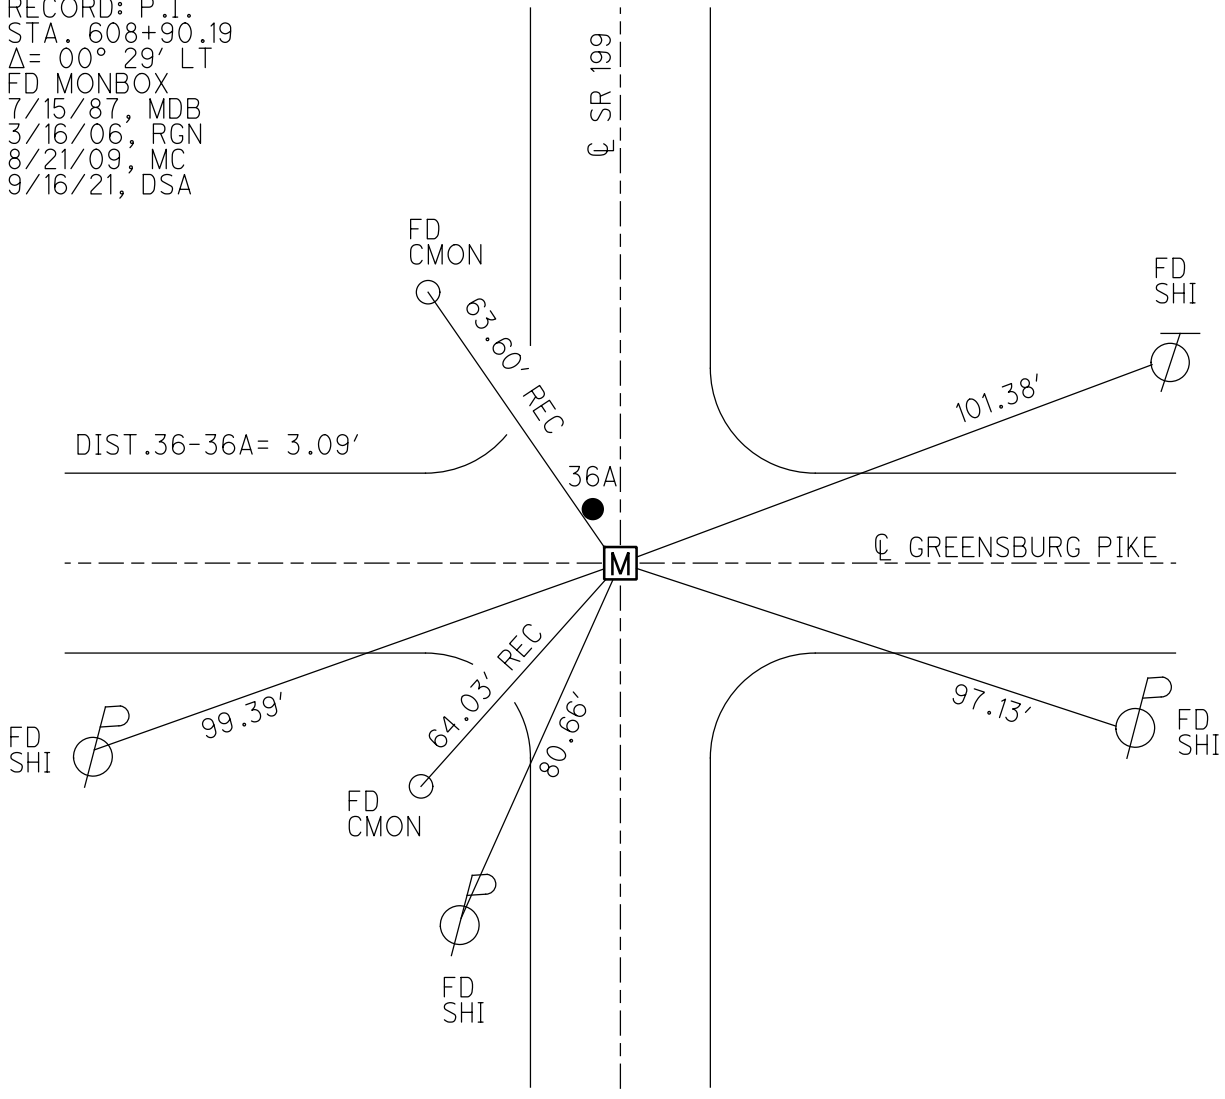 RECORD: P.I.
STA. 608+90.19
Δ= 00° 29′ LT
FD MONBOX
7/15/87, MDB
3/16/06, RGN
8/21/09, MC
9/16/21, DSA
℄ SR 199
FD
CMON
FD
SHI
63.60′ REC
101.38′
DIST.36-36A= 3.09′
36A
℄ GREENSBURG PIKE
M
64.03′ REC
99.39′
80.66′
97.13′
FD
SHI
FD
SHI
FD
CMON
FD
SHI